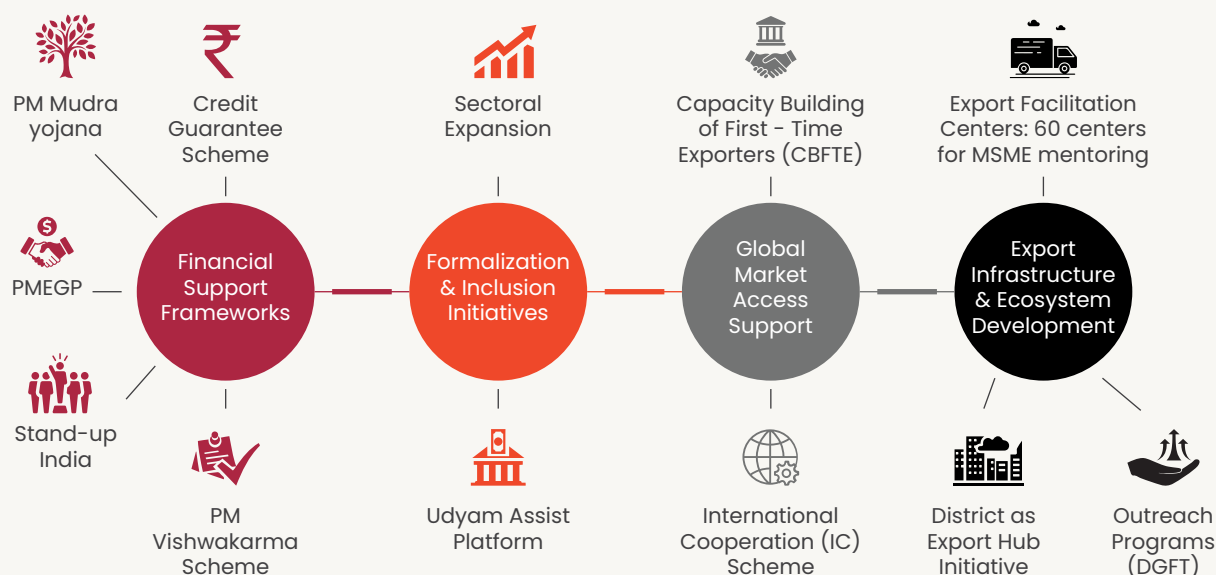 PM Mudra
yojana
Credit
Guarantee
Scheme
Sectoral
Expansion
Capacity Building
of First - Time
Exporters (CBFTE)
Export Facilitation
Centers: 60 centers
for MSME mentoring
PMEGP
Financial
Support
Frameworks
Formalization
& Inclusion
Initiatives
Global
Market
Access
Support
Export
Infrastructure
& Ecosystem
Development
Stand-up
India
PM
Vishwakarma
Scheme
Udyam Assist
Platform
International
Cooperation (IC)
Scheme
District as
Export Hub
Initiative
Outreach
Programs
(DGFT)